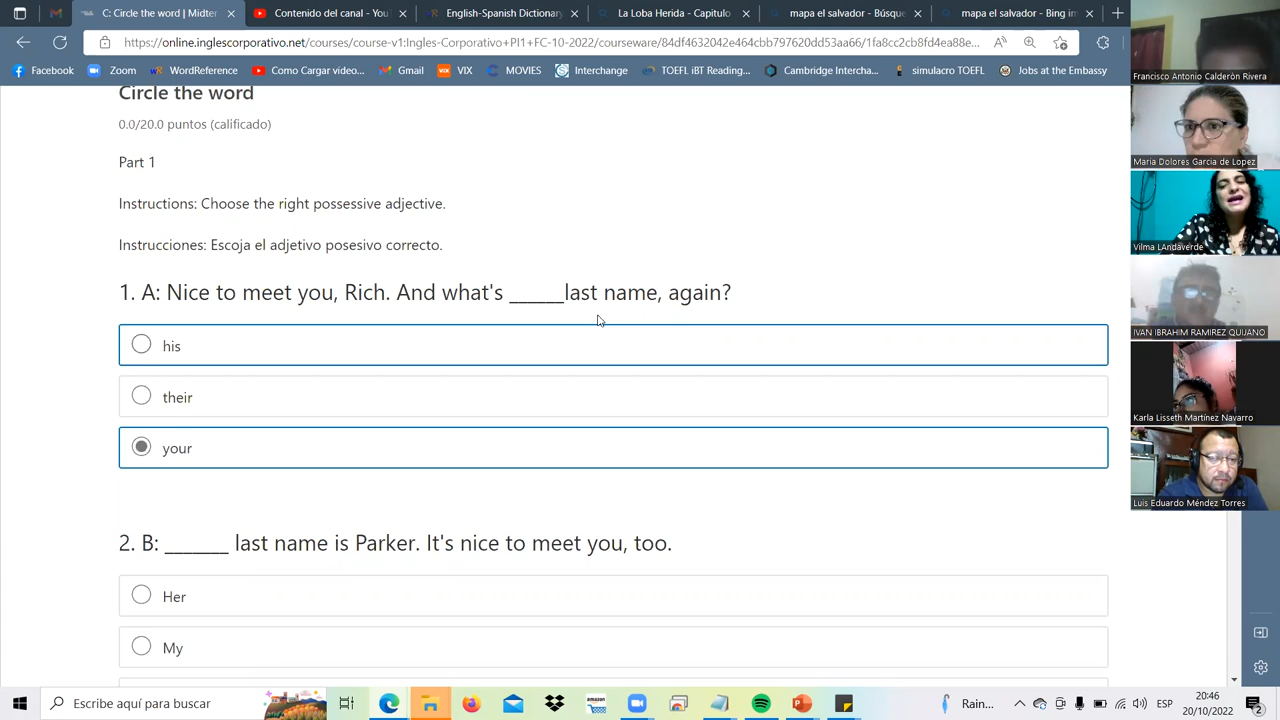 C: Circle the word | Midter
Contenido del canal - You
English-Spanish Dictionary
La Loba Herida - Capitulo
mapa el salvador - Búsque
mapa el salvador - Bing im
https://online.inglescorporativo.net/courses/course-v1:Ingles-Corporativo+PI1+FC-10-2022/courseware/84df4632042e464cbb797620dd53aa66/1fa8cc2cb8fd4ea88e...
Facebook
Zoom
WordReference
Como Cargar video...
Gmail
VIX
MOVIES
Interchange
TOEFL iBT Reading...
Cambridge Intercha...
simulacro TOEFL
Jobs at the Embassy
Circle the word
0.0/20.0 puntos (calificado)
Part 1
Instructions: Choose the right possessive adjective.
Instrucciones: Escoja el adjetivo posesivo correcto.
1. A: Nice to meet you, Rich. And what's ______last name, again?
his
their
your
2. B: _______ last name is Parker. It's nice to meet you, too.
Her
My
Francisco Antonio Calderón Rivera
Maria Dolores Garcia de Lopez
Vilma LAndaverde
IVAN IBRAHIM RAMIREZ QUIJANO
Karla Lisseth Martínez Navarro
Luis Eduardo Méndez Torres
Escribe aquí para buscar
Rain...
ESP
20:46
20/10/2022
2